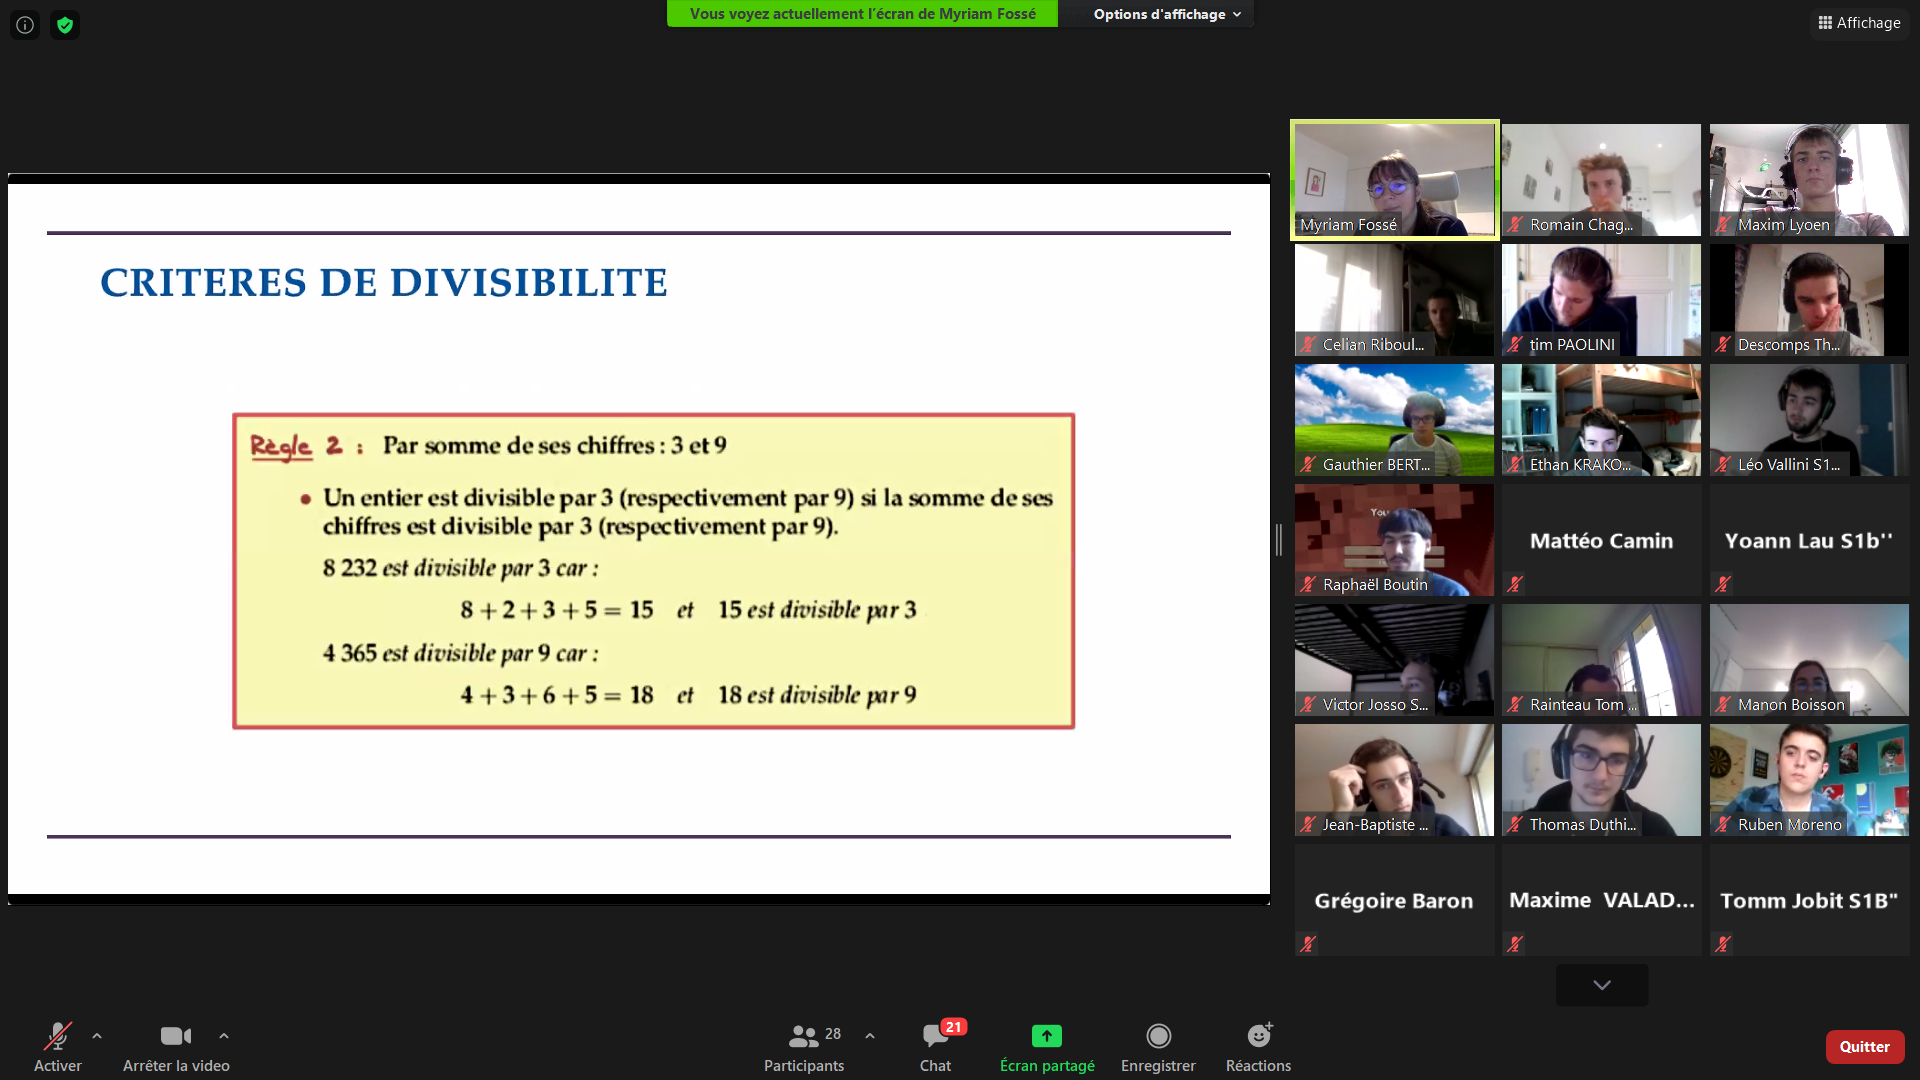 Vous voyez actuellement l'écran de Myriam Fossé
Options d'affichage
Affichage
CRITERES DE DIVISIBILITE
Règle 2 : Par somme de ses chiffres : 3 et 9
• Un entier est divisible par 3 (respectivement par 9) si la somme de ses
chiffres est divisible par 3 (respectivement par 9).
8 232 est divisible par 3 car :
8 + 2 + 3 + 5 = 15 et 15 est divisible par 3
4 365 est divisible par 9 car :
4 + 3 + 6 + 5 = 18 et 18 est divisible par 9
Myriam Fossé
Romain Chag...
Maxim Lyoen
Celian Riboul...
tim PAOLINI
Descomps Th...
Gauthier BERT...
Ethan KRAKO...
Léo Vallini S1...
You
Raphaël Boutin
Mattéo Camin
Yoann Lau S1b''
Victor Josso S...
Rainteau Tom ...
Manon Boisson
Jean-Baptiste ...
Thomas Duthi...
Ruben Moreno
Grégoire Baron
Maxime VALAD...
Tomm Jobit S1B"
Activer
Arrêter la video
28
Participants
21
Chat
Écran partagé
Enregistrer
Réactions
Quitter